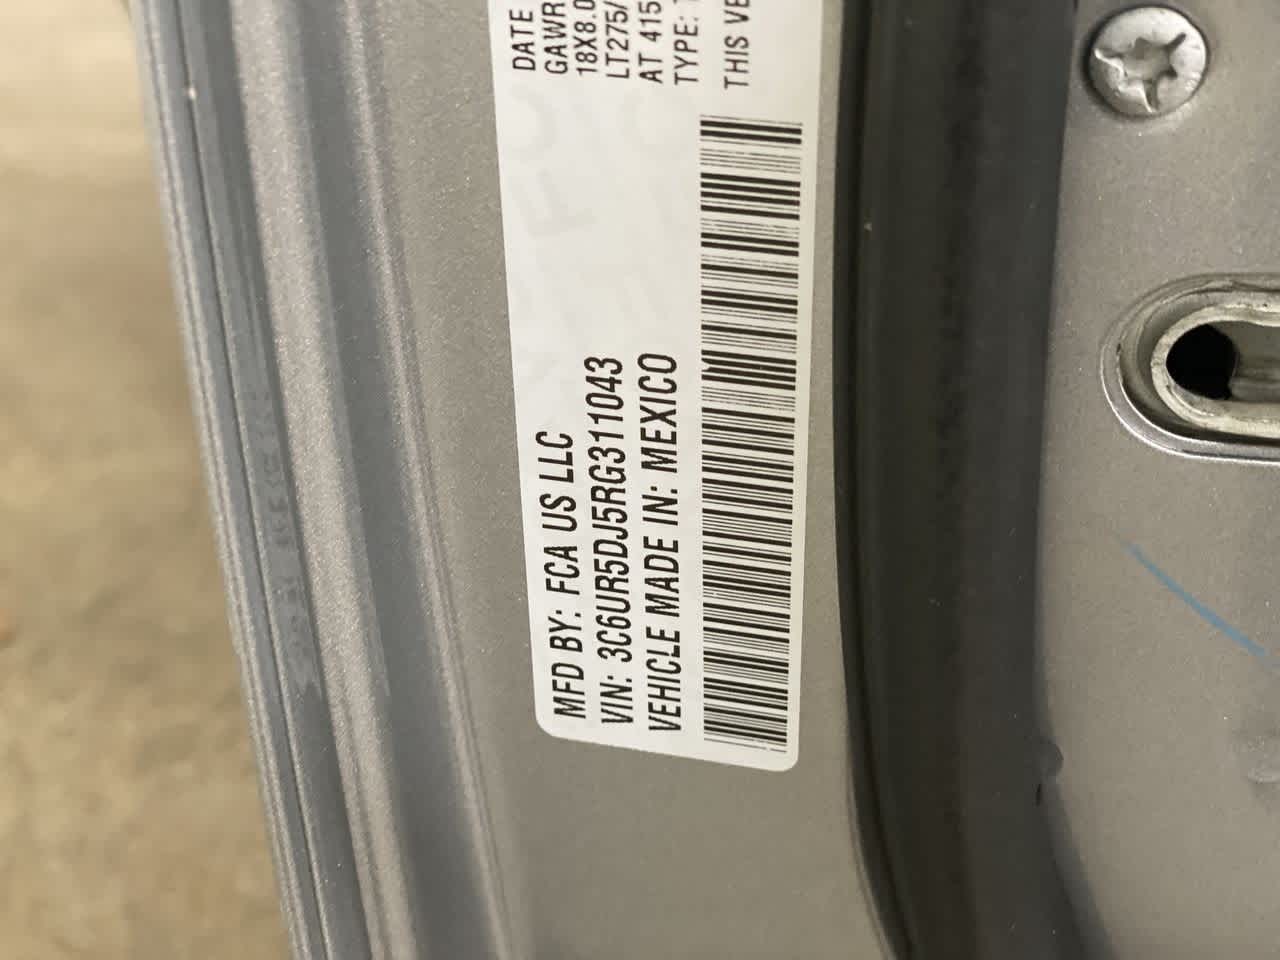 MFD BY: FCA US LLC
VIN: 3C6UR5DJ5RG311043
VEHICLE MADE IN: MEXICO
DATE
GAWR
18X8.0
LT275/
AT 415
TYPE:
THIS VE